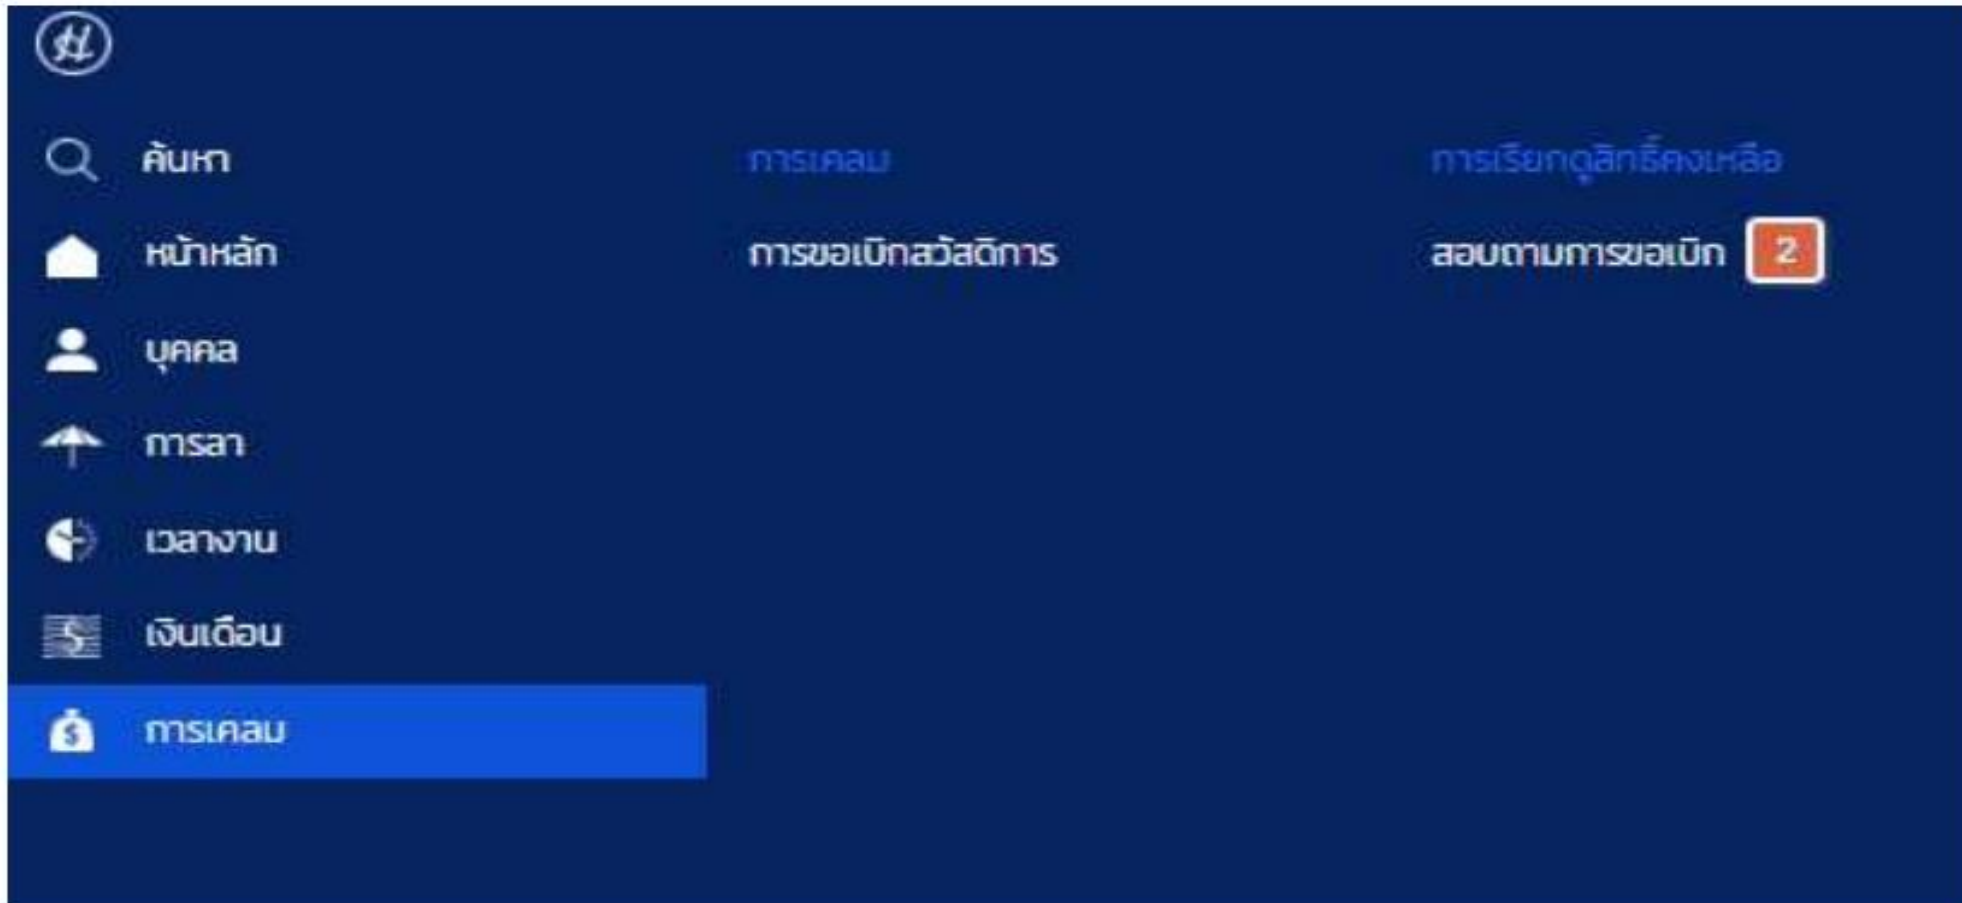 ค้นหา
หน้าหลัก
บุคคล
การลา
เวลางาน
เงินเดือน
การเคลม
การเคลม
การขอเบิกสวัสดิการ
การเรียกดูสิทธิ์คงเหลือ
สอบถามการขอเบิก 2